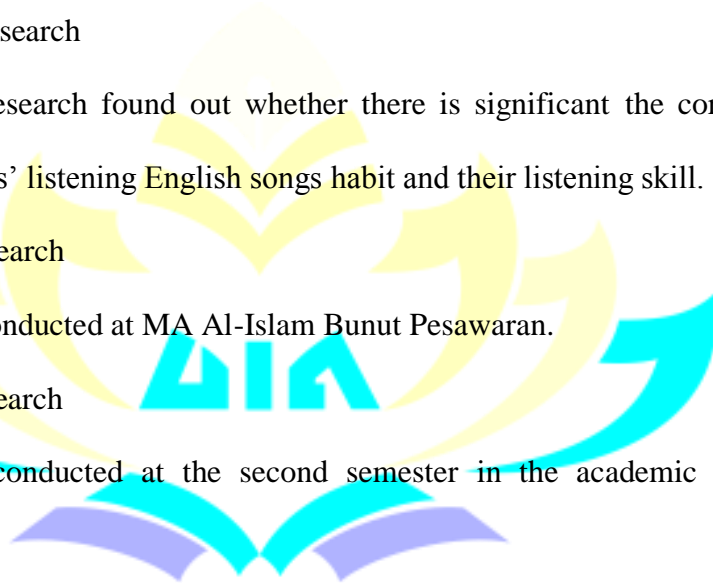 search
esearch found out whether there is significant the
s’ listening English songs habit and their listening skill.
earch
onducted at MA Al-Islam Bunut Pesawaran.
UIN
earch
conducted at the second semester in the academic